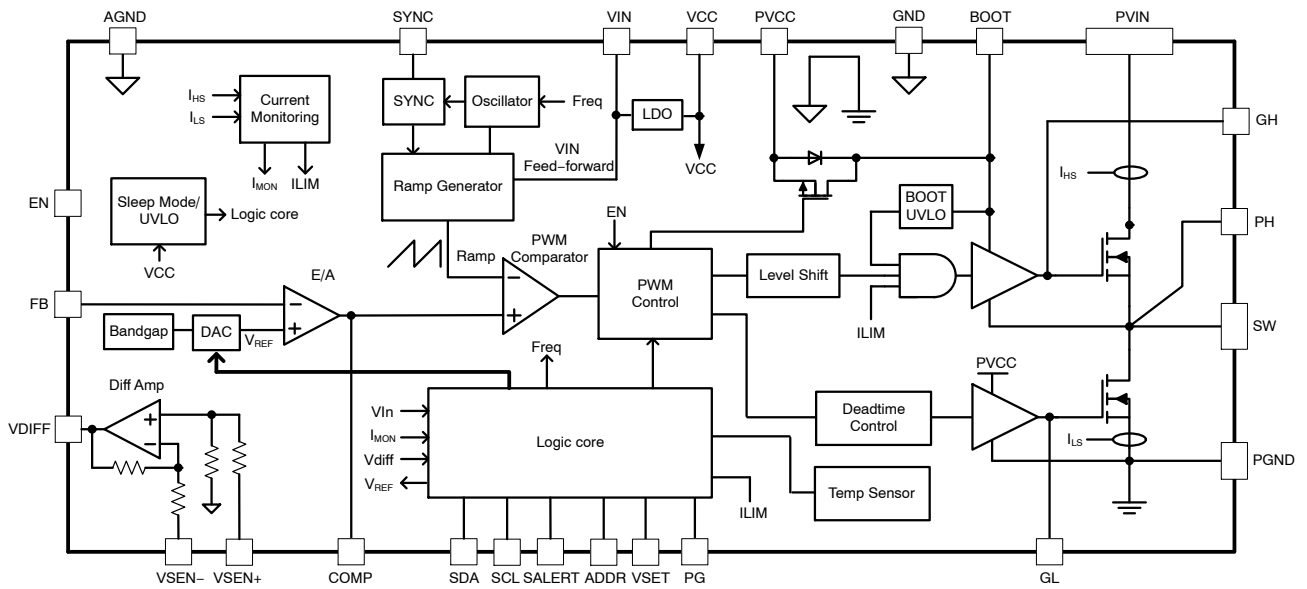 AGND
SYNC
VIN
VCC
PVCC
GND
BOOT
PVIN
IHS
ILS
Current
Monitoring
IMON
ILIM
SYNC
Oscillator
Freq
LDO
VCC
VIN
Feed–forward
Ramp Generator
GH
IHS
EN
Sleep Mode/
UVLO
Logic core
VCC
EN
BOOT
UVLO
PH
Ramp
PWM
Comparator
–
+
PWM
Control
Level Shift
ILIM
E/A
FB
–
+
Bandgap
DAC
VREF
SW
Freq
PVCC
Diff Amp
+
–
VDIFF
VIn
IMON
Vdiff
VREF
Logic core
Deadtime
Control
ILS
PGND
Temp Sensor
ILIM
VSEN–
VSEN+
COMP
SDA
SCL
SALERT
ADDR
VSET
PG
GL